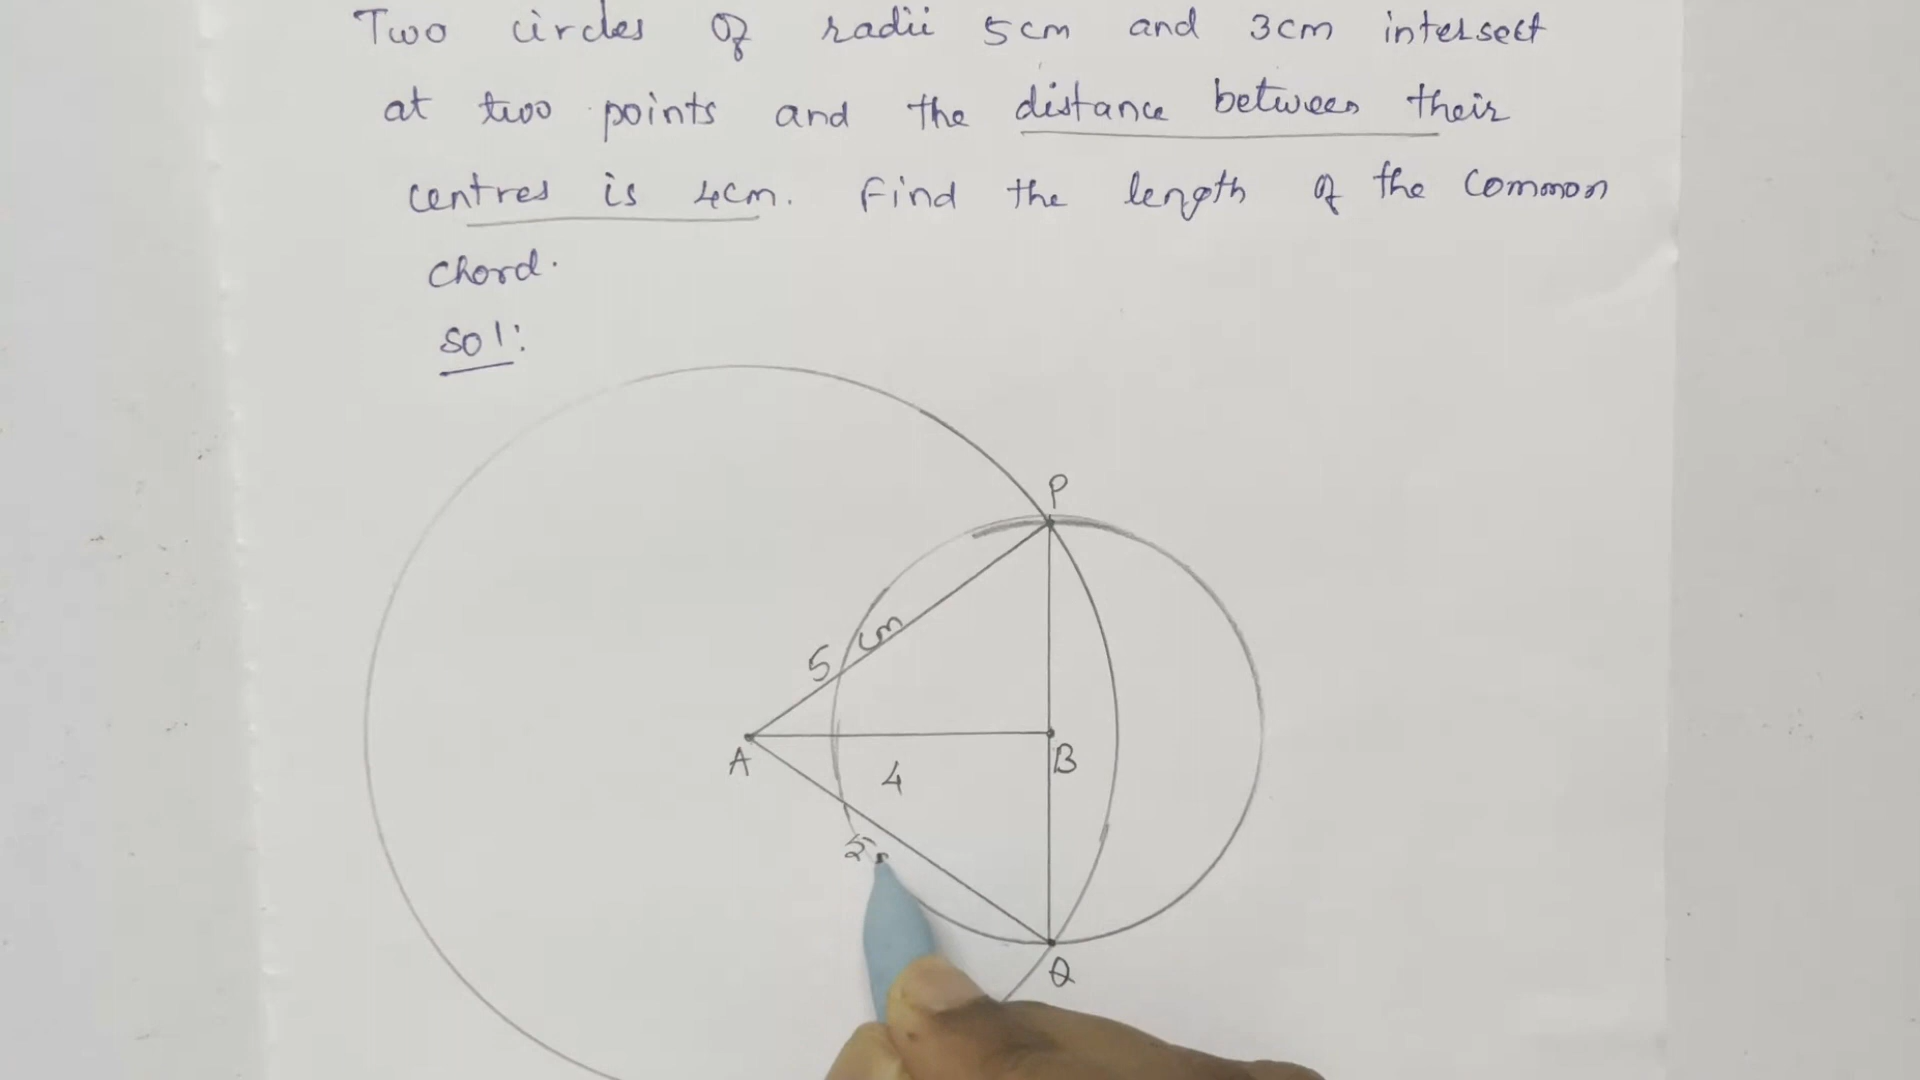 Two circles of radii 5cm and 3cm intersect
at two points and the distance between their
centres is 4cm. Find the length of the common
chord.
Sol:
P
5 cm
A
B
4
5
Q